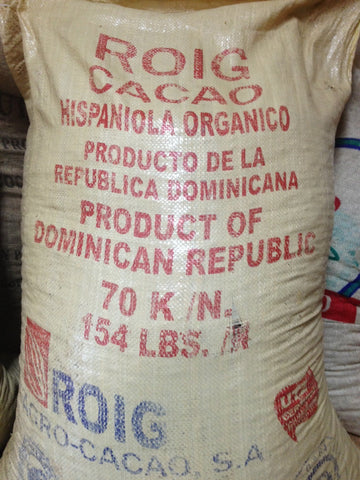 ROIG
CACAO
HISPANIOLA ORGANICO
PRODUCTO DE LA
REPUBLICA DOMINICANA
PRODUCT OF
DOMINICAN REPUBLIC
70 K /N.
154 LBS. /N
ROIG
AGRO-CACAO, S.A